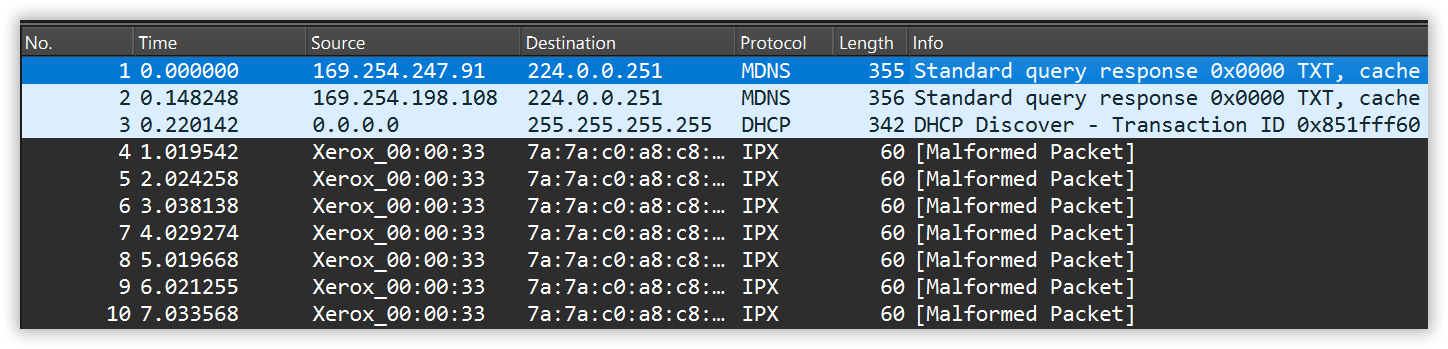 No. Time Source Destination Protocol Length Info
1 0.000000 169.254.247.91 224.0.0.251 MDNS 355 Standard query response 0x0000 TXT, cache
2 0.148248 169.254.198.108 224.0.0.251 MDNS 356 Standard query response 0x0000 TXT, cache
3 0.220142 0.0.0.0 255.255.255.255 DHCP 342 DHCP Discover - Transaction ID 0x851fff60
4 1.019542 Xerox_00:00:33 7a:7a:c0:a8:c8:… IPX 60 [Malformed Packet]
5 2.024258 Xerox_00:00:33 7a:7a:c0:a8:c8:… IPX 60 [Malformed Packet]
6 3.038138 Xerox_00:00:33 7a:7a:c0:a8:c8:… IPX 60 [Malformed Packet]
7 4.029274 Xerox_00:00:33 7a:7a:c0:a8:c8:… IPX 60 [Malformed Packet]
8 5.019668 Xerox_00:00:33 7a:7a:c0:a8:c8:… IPX 60 [Malformed Packet]
9 6.021255 Xerox_00:00:33 7a:7a:c0:a8:c8:… IPX 60 [Malformed Packet]
10 7.033568 Xerox_00:00:33 7a:7a:c0:a8:c8:… IPX 60 [Malformed Packet]